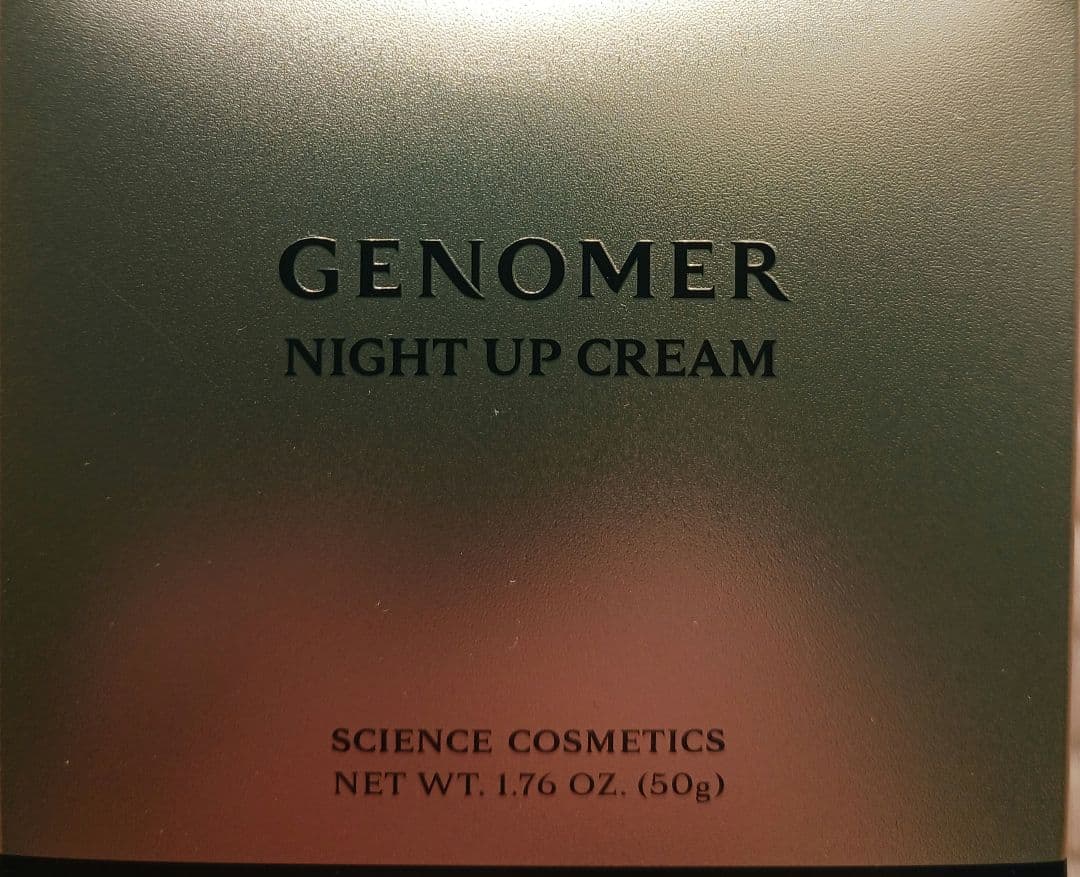 GENOMER
NIGHT UP CREAM
SCIENCE COSMETICS
NET WT. 1.76 OZ. (50g)